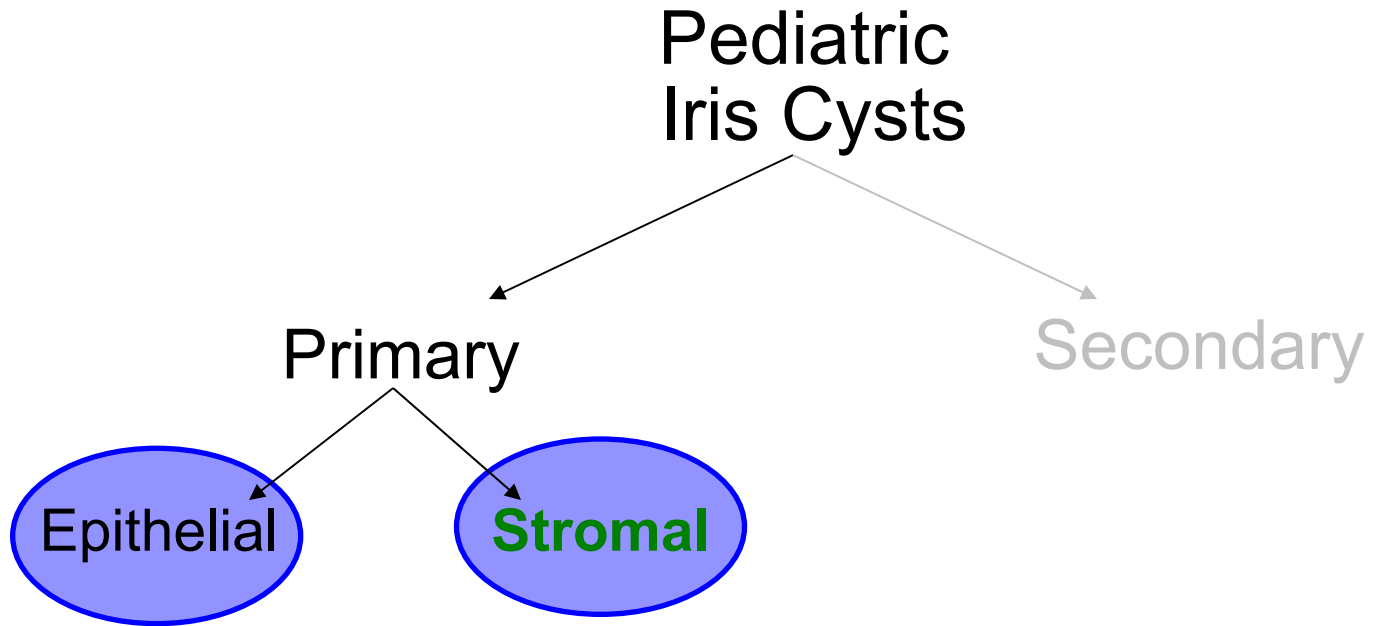 Pediatric
Iris Cysts
Primary
Secondary
Epithelial
Stromal